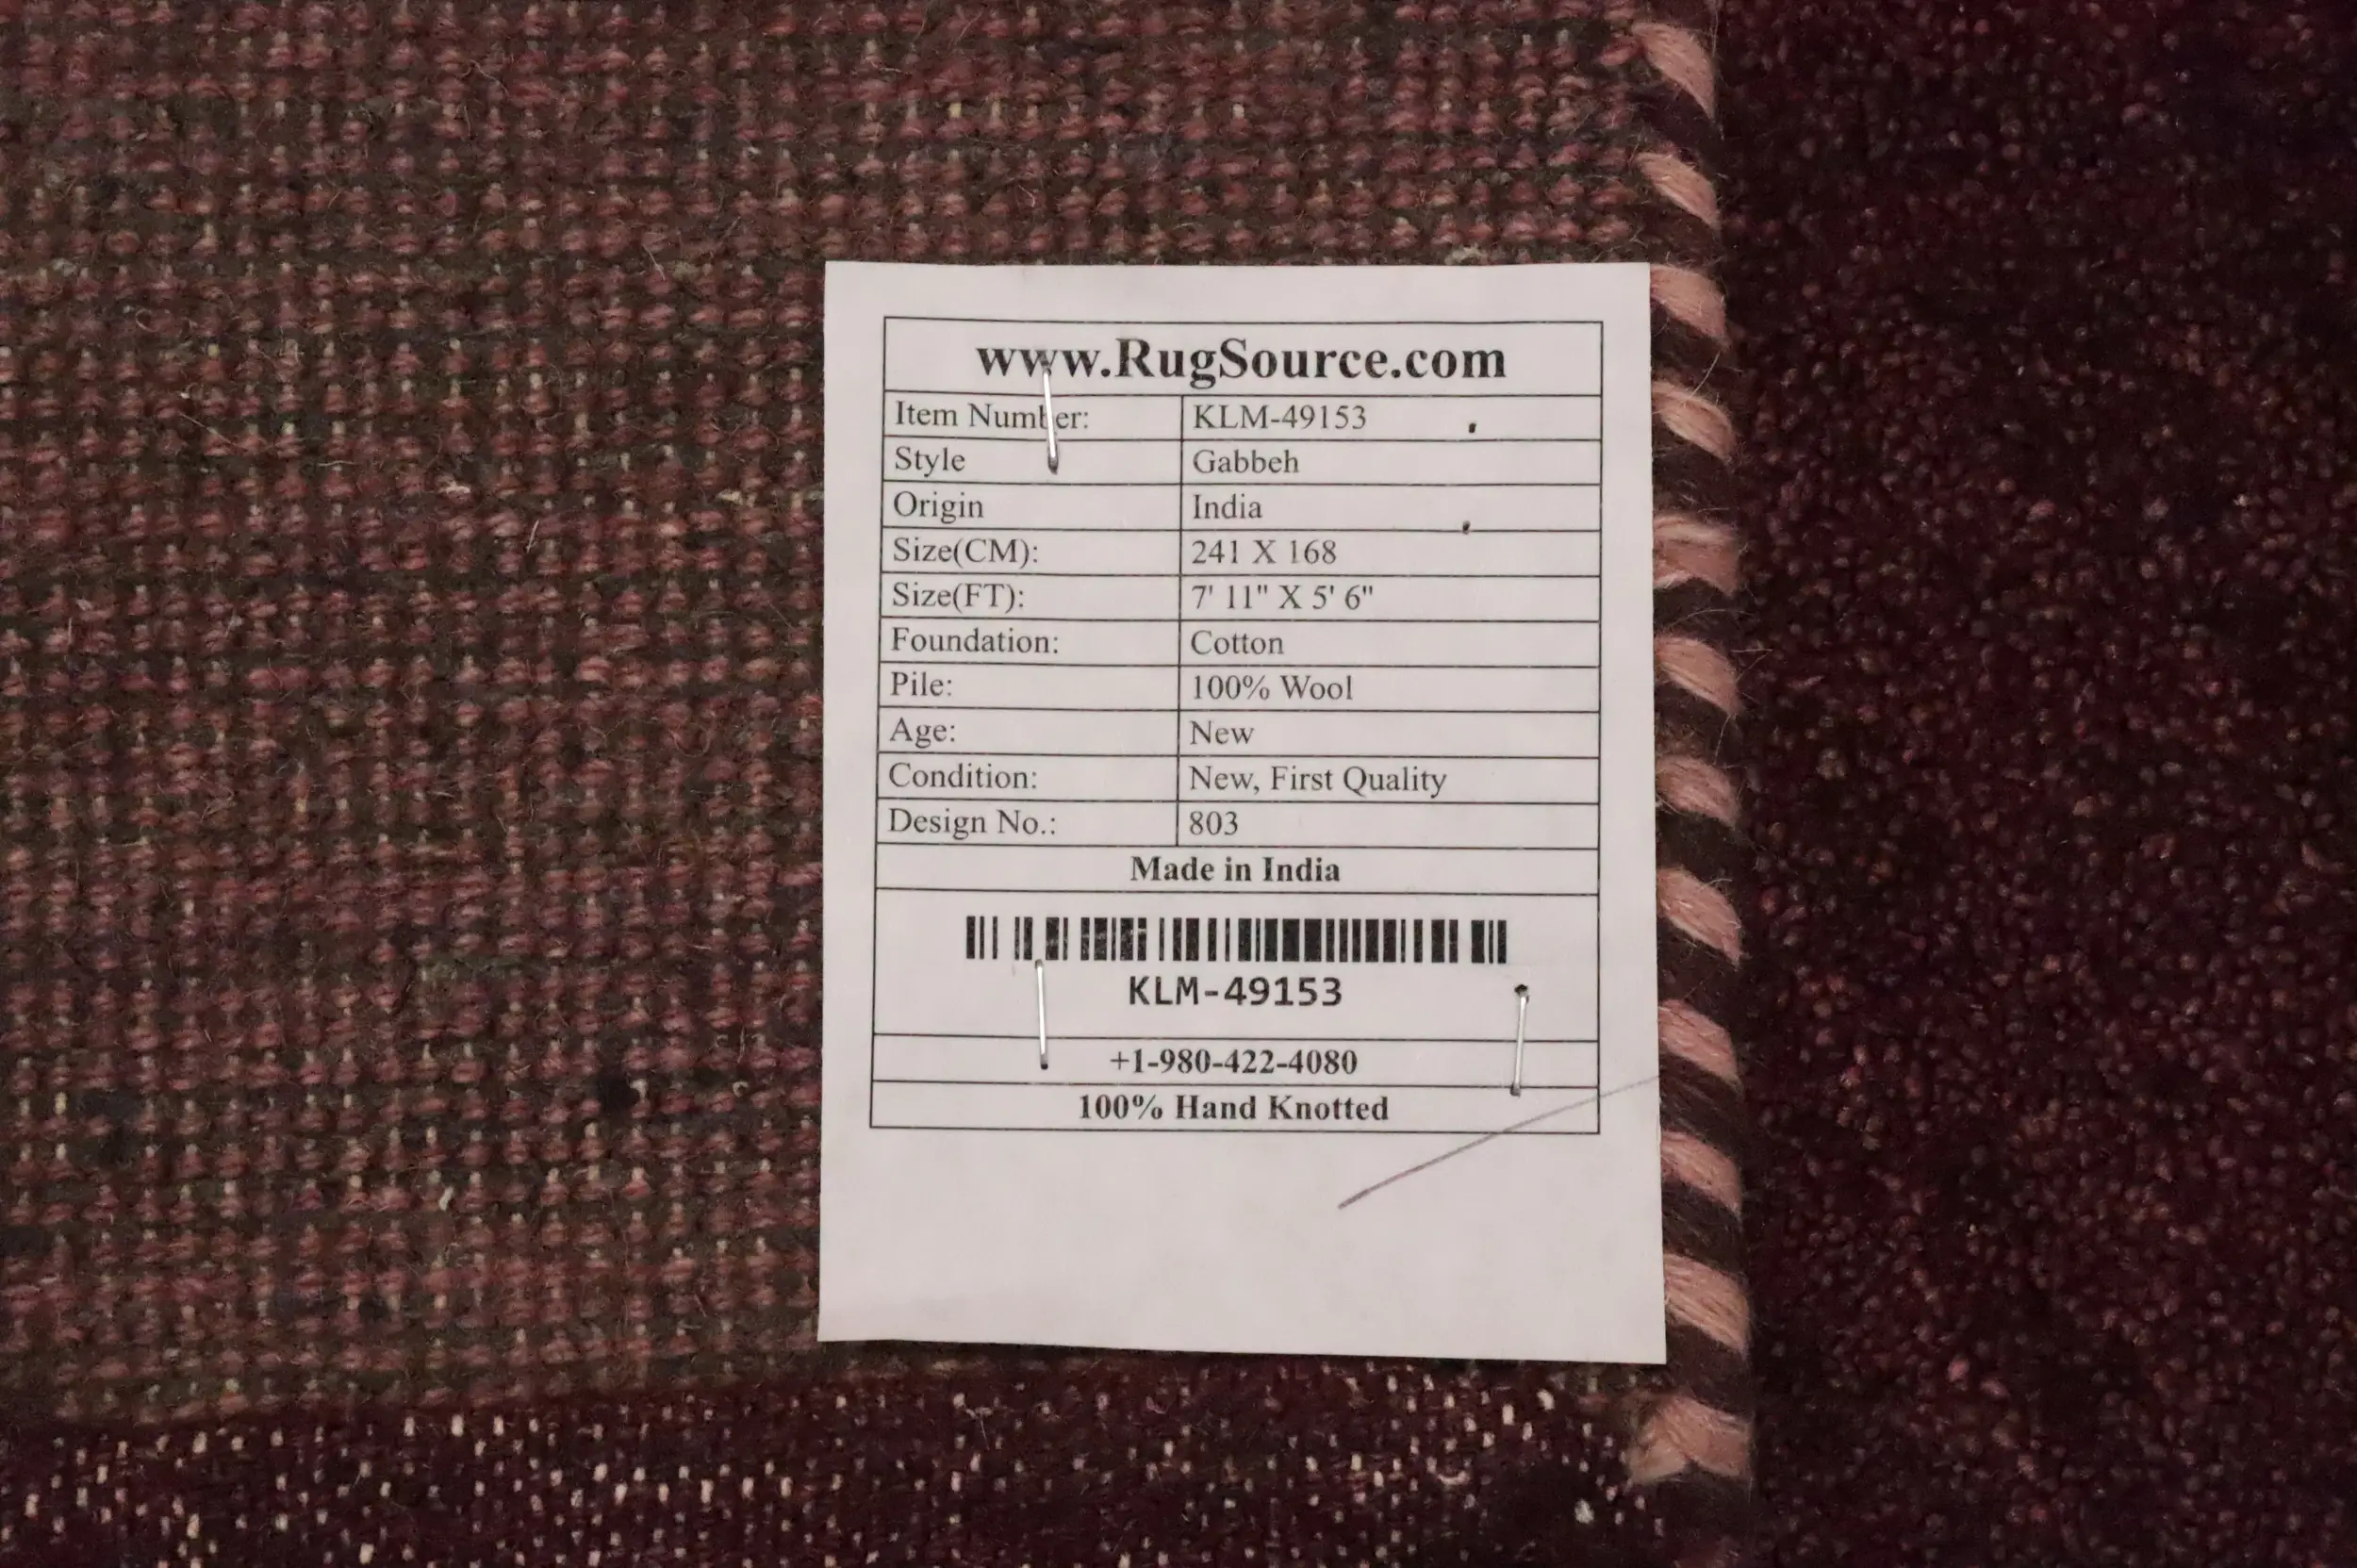 www.RugSource.com
Item Number: KLM-49153
Style Gabbeh
Origin India
Size(CM): 241 X 168
Size(FT): 7' 11" X 5' 6"
Foundation: Cotton
Pile: 100% Wool
Age: New
Condition: New, First Quality
Design No.: 803
Made in India
KLM-49153
+1-980-422-4080
100% Hand Knotted